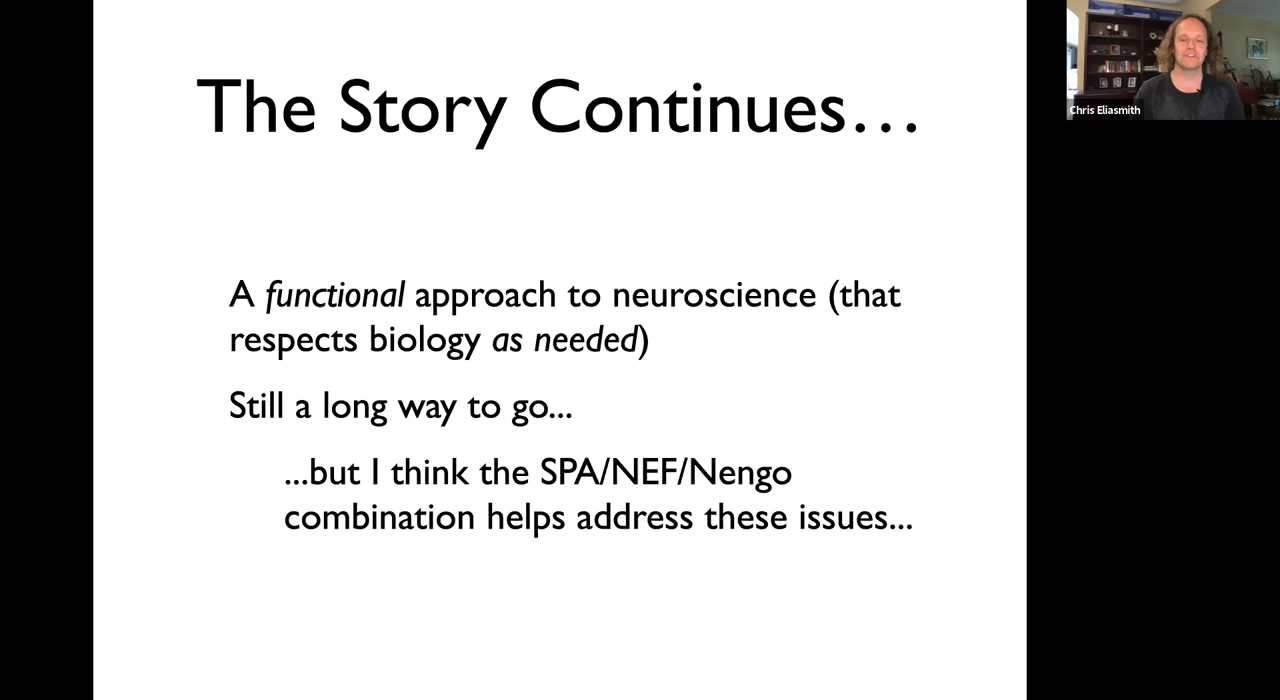 The Story Continues…
A functional approach to neuroscience (that
respects biology as needed)
Still a long way to go...
...but I think the SPA/NEF/Nengo
combination helps address these issues...
Chris Eliasmith